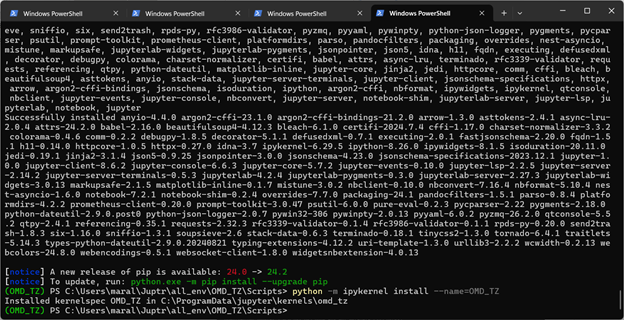 Windows PowerShell
Windows PowerShell
Windows PowerShell
Windows PowerShell
eve, sniffio, six, send2trash, rpds-py, rfc3986-validator, pyzmq, pyyaml, pywinpty, python-json-logger, pygments, pycpar
ser, psutil, prompt-toolkit, prometheus-client, platformdirs, parso, pandocfilters, packaging, overrides, nest-asyncio,
mistune, markupsafe, jupyterlab-widgets, jupyterlab-pygments, jsonpointer, json5, idna, h11, fqdn, executing, defusedxml
, decorator, debugpy, colorama, charset-normalizer, certifi, babel, attrs, async-lru, terminado, rfc3339-validator, requ
ests, referencing, qtpy, python-dateutil, matplotlib-inline, jupyter-core, jinja2, jedi, httpcore, comm, cffi, bleach, b
eautifulsoup4, asttokens, anyio, stack-data, jupyter-server-terminals, jupyter-client, jsonschema-specifications, httpx,
arrow, argon2-cffi-bindings, jsonschema, isoduration, ipython, argon2-cffi, nbformat, ipywidgets, ipykernel, qtconsole,
nbclient, jupyter-events, jupyter-console, nbconvert, jupyter-server, notebook-shim, jupyterlab-server, jupyter-lsp, ju
pyterlab, notebook, jupyter
Successfully installed anyio-4.4.0 argon2-cffi-23.1.0 argon2-cffi-bindings-21.2.0 arrow-1.3.0 asttokens-2.4.1 async-lru-
2.0.4 attrs-24.2.0 babel-2.16.0 beautifulsoup4-4.12.3 bleach-6.1.0 certifi-2024.7.4 cffi-1.17.0 charset-normalizer-3.3.2
colorama-0.4.6 comm-0.2.2 debugpy-1.8.5 decorator-5.1.1 defusedxml-0.7.1 executing-2.0.1 fastjsonschema-2.20.0 fqdn-1.5
.1 h11-0.14.0 httpcore-1.0.5 httpx-0.27.0 idna-3.7 ipykernel-6.29.5 ipython-8.26.0 ipywidgets-8.1.5 isoduration-20.11.0
jedi-0.19.1 jinja2-3.1.4 json5-0.9.25 jsonpointer-3.0.0 jsonschema-4.23.0 jsonschema-specifications-2023.12.1 jupyter-1.
0.0 jupyter-client-8.6.2 jupyter-console-6.6.3 jupyter-core-5.7.2 jupyter-events-0.10.0 jupyter-lsp-2.2.5 jupyter-server
-2.14.2 jupyter-server-terminals-0.5.3 jupyterlab-4.2.4 jupyterlab-pygments-0.3.0 jupyterlab-server-2.27.3 jupyterlab-wi
dgets-3.0.13 markupsafe-2.1.5 matplotlib-inline-0.1.7 mistune-3.0.2 nbclient-0.10.0 nbconvert-7.16.4 nbformat-5.10.4 nes
t-asyncio-1.6.0 notebook-7.2.1 notebook-shim-0.2.4 overrides-7.7.0 packaging-24.1 pandocfilters-1.5.1 parso-0.8.4 platfo
rmdirs-4.2.2 prometheus-client-0.20.0 prompt-toolkit-3.0.47 psutil-6.0.0 pure-eval-0.2.3 pycparser-2.22 pygments-2.18.0
python-dateutil-2.9.0.post0 python-json-logger-2.0.7 pywin32-306 pywinpty-2.0.13 pyyaml-6.0.2 pyzmq-26.2.0 qtconsole-5.5
.2 qtpy-2.4.1 referencing-0.35.1 requests-2.32.3 rfc3339-validator-0.1.4 rfc3986-validator-0.1.1 rpds-py-0.20.0 send2tra
sh-1.8.3 six-1.16.0 sniffio-1.3.1 soupsieve-2.6 stack-data-0.6.3 terminado-0.18.1 tinycss2-1.3.0 tornado-6.4.1 traitlets
-5.14.3 types-python-dateutil-2.9.0.20240821 typing-extensions-4.12.2 uri-template-1.3.0 urllib3-2.2.2 wcwidth-0.2.13 we
bcolors-24.8.0 webencodings-0.5.1 websocket-client-1.8.0 widgetsnbextension-4.0.13
[notice] A new release of pip is available: 24.0 -> 24.2
[notice] To update, run: python.exe -m pip install --upgrade pip
(OMD_TZ) PS C:\Users\maral\Juptr\all_env\OMD_TZ\Scripts> python -m ipykernel install --name=OMD_TZ
Installed kernelspec OMD_TZ in C:\ProgramData\jupyter\kernels\omd_tz
(OMD_TZ) PS C:\Users\maral\Juptr\all_env\OMD_TZ\Scripts>